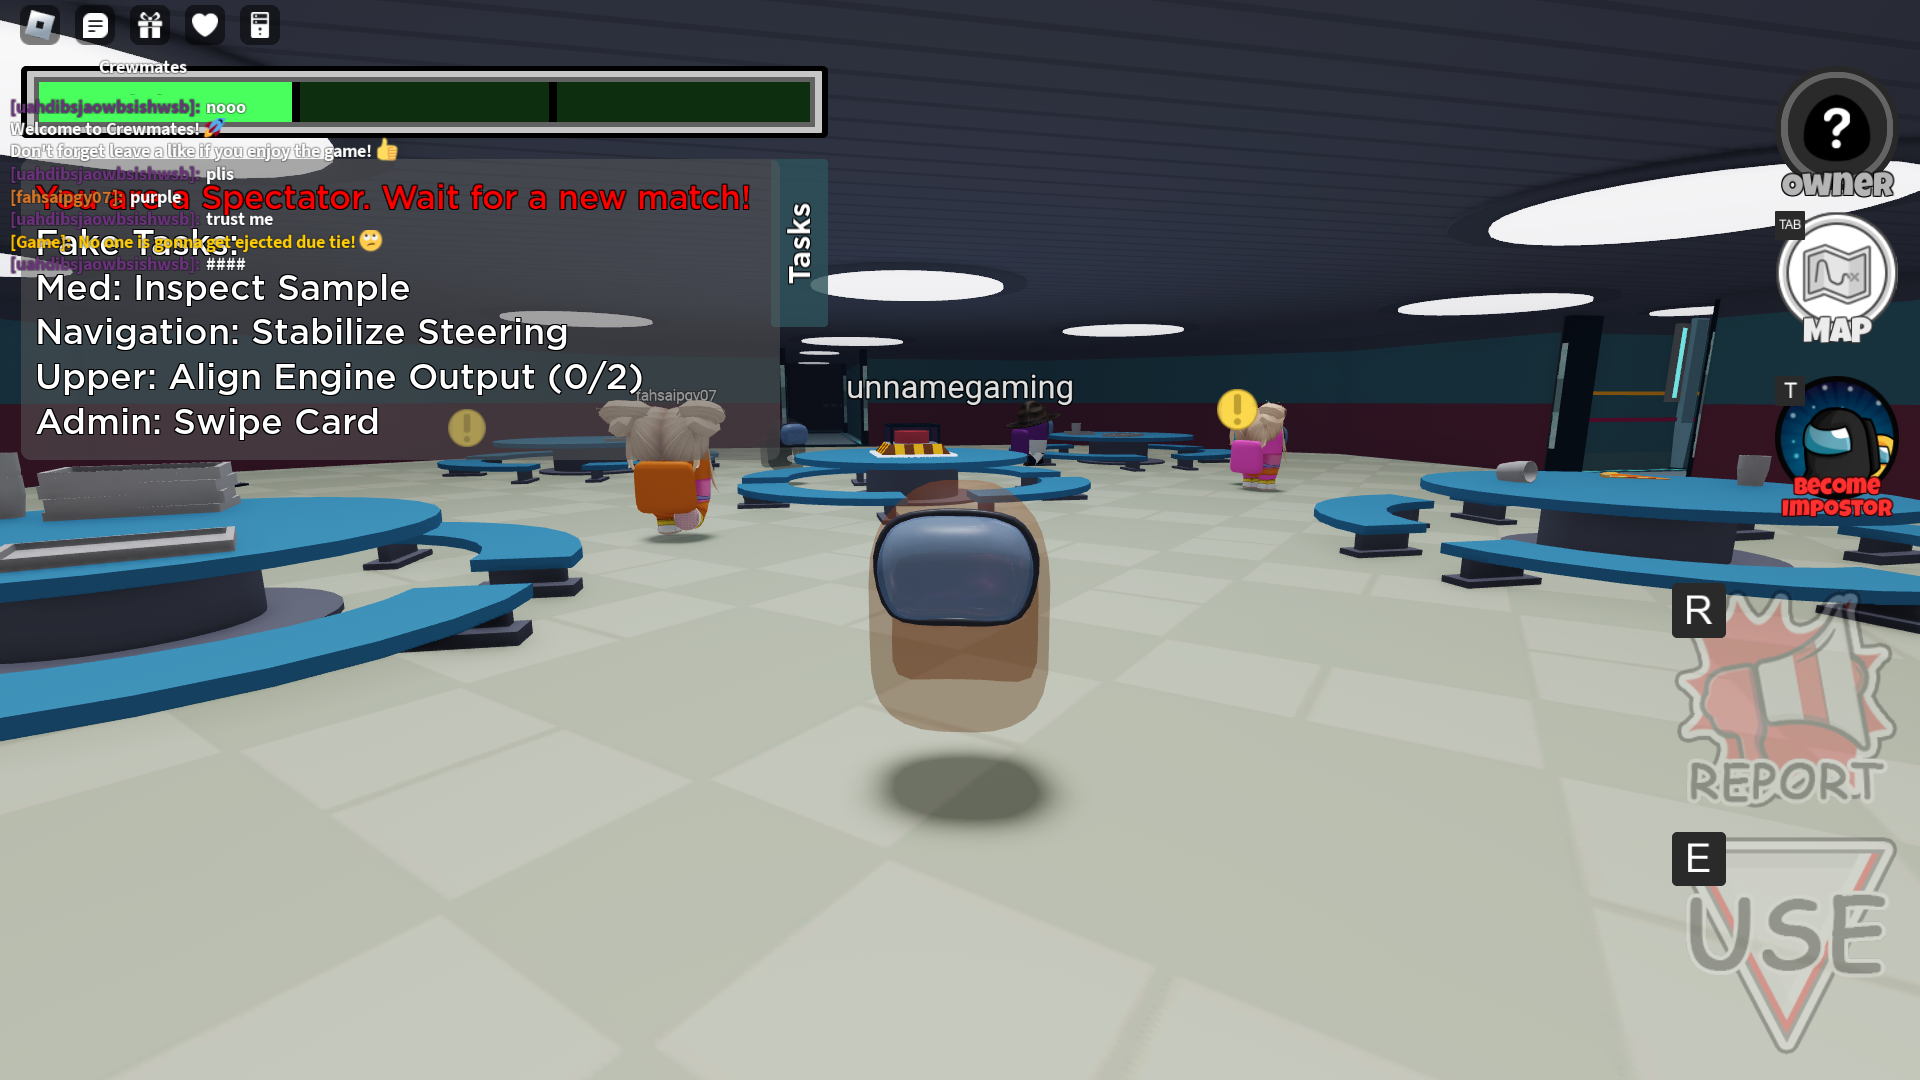 Crewmates
[uahdibsjaowbsishwsb]: nooo
Welcome to Crewmates! 🚀
Don't forget leave a like if you enjoy the game! 👍
[uahdibsjaowbsishwsb]: plis
You are a Spectator. Wait for a new match!
[fahsaipgy07]: purple
[uahdibsjaowbsishwsb]: trust me
[Game]: No one is gonna get ejected due tie! 🙄
Fake Tasks:
[uahdibsjaowbsishwsb]: ####
Med: Inspect Sample
Navigation: Stabilize Steering
Upper: Align Engine Output (0/2)
Admin: Swipe Card
Tasks
fahsaipgy07
unnamegaming
?
OWNER
TAB
MAP
T
BECOME
IMPOSTOR
R
REPORT
E
USE